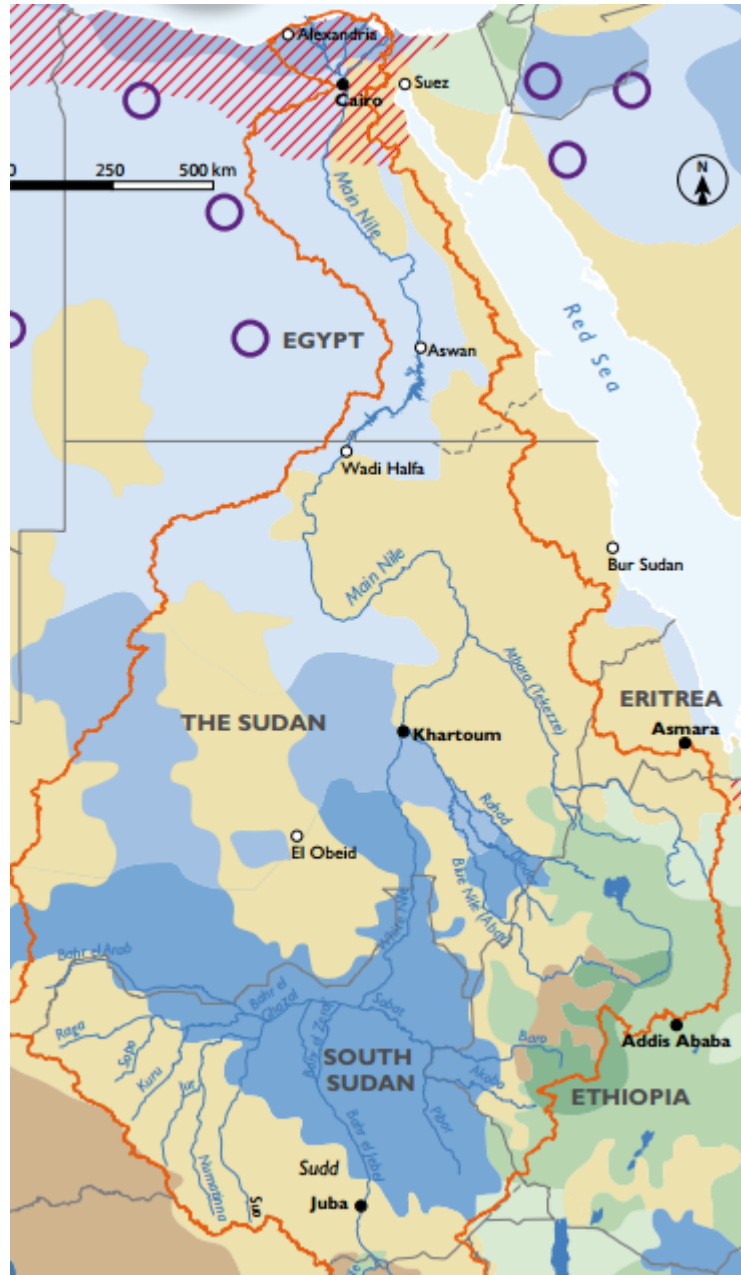 Alexandria
Suez
Cairo
0 250 500 km
N
Main Nile
Red Sea
EGYPT
Aswan
Wadi Halfa
Bur Sudan
Main Nile
Atbara (Tekezze)
ERITREA
THE SUDAN
Asmara
Khartoum
Rahad
El Obeid
Dinder
Blue Nile (Abay)
White Nile
Bahr el Arab
Bahr el
Ghazal
Bahr el Zeraf
Sobat
Raga
Sopo
Kuru
Jur
Baro
Addis Ababa
SOUTH
SUDAN
Akobo
ETHIOPIA
Pibor
Bahr el Jebel
Numatinna
Sue
Sudd
Juba